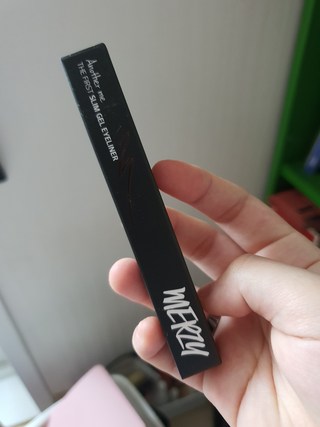 Another me
THE FIRST SLIM GEL EYELINER
MERZY